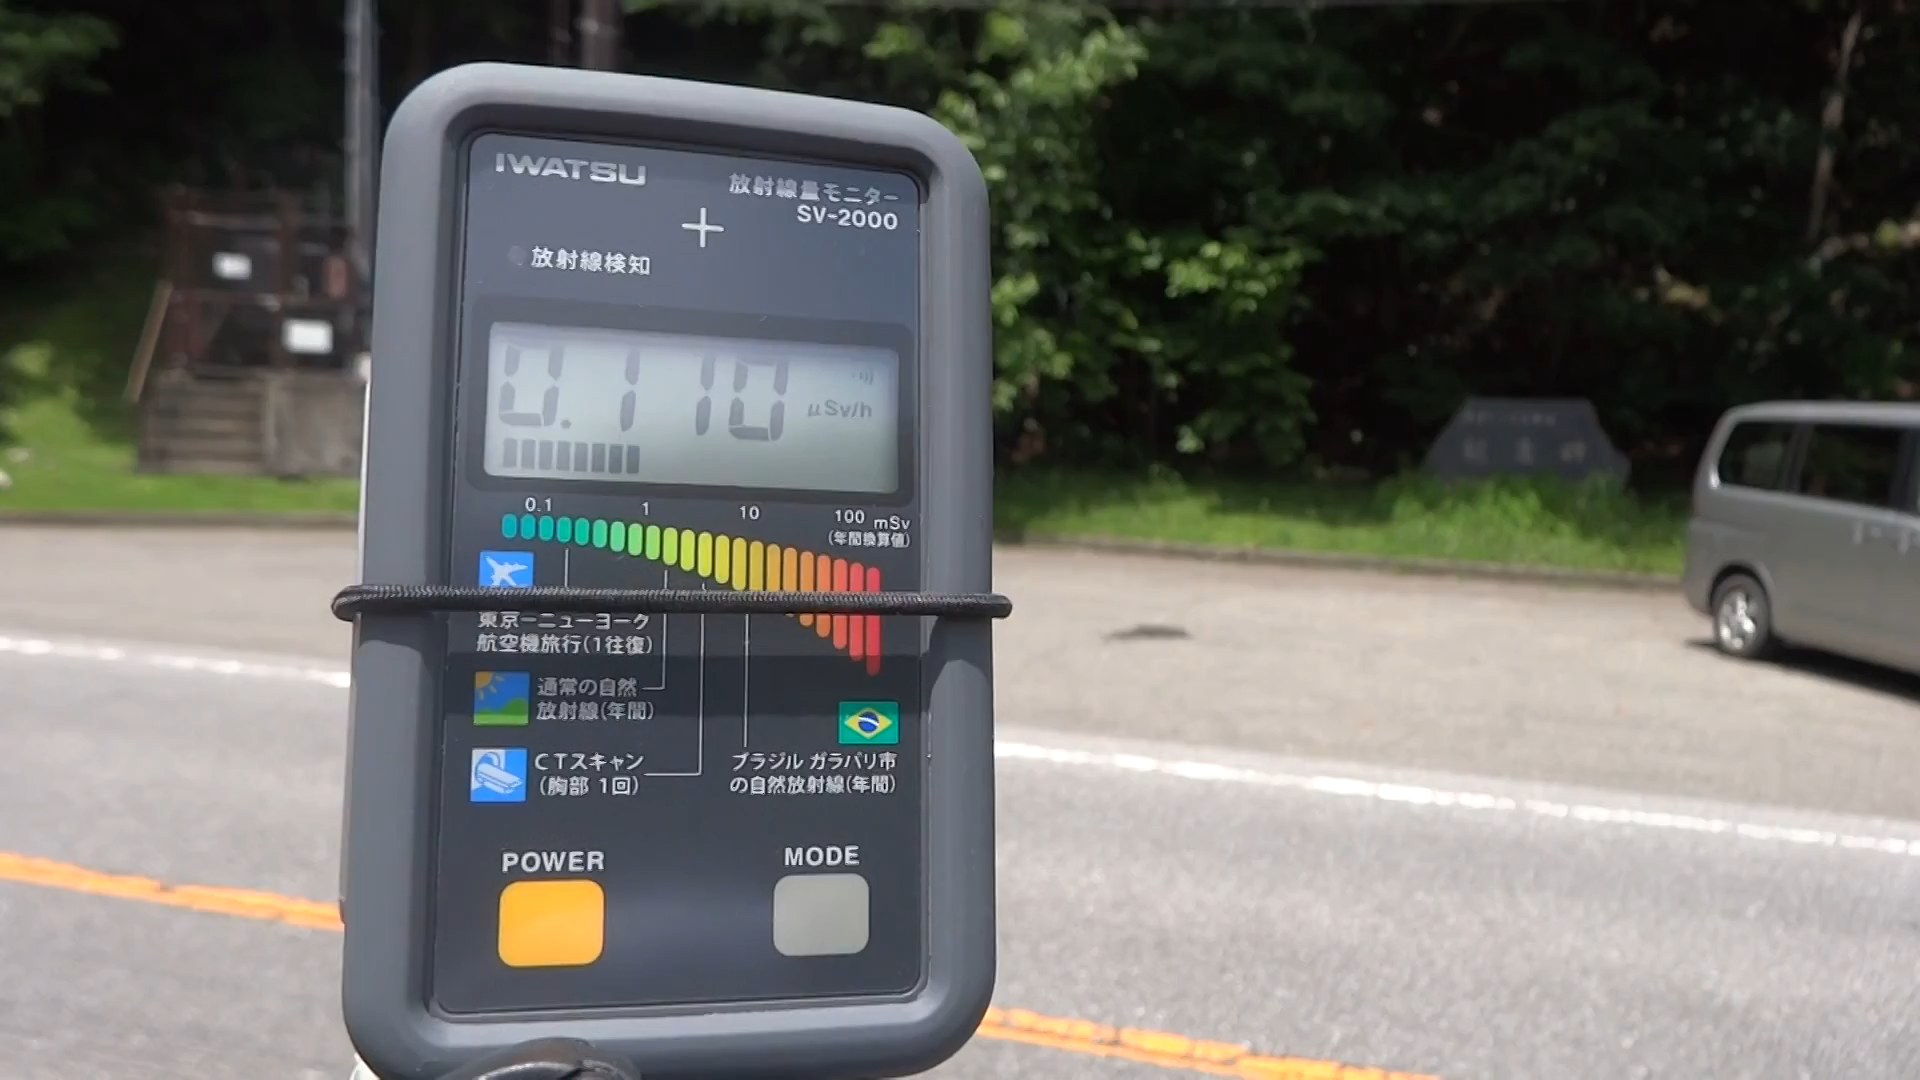 IWATSU
放射線量モニター
SV-2000
放射線検知
0.110
μSv/h
0.1 1 10 100 mSv
(年間換算値)
東京ーニューヨーク
航空機旅行(1往復)
通常の自然
放射線(年間)
CTスキャン
(胸部 1回)
ブラジル ガラパリ市
の自然放射線(年間)
POWER
MODE